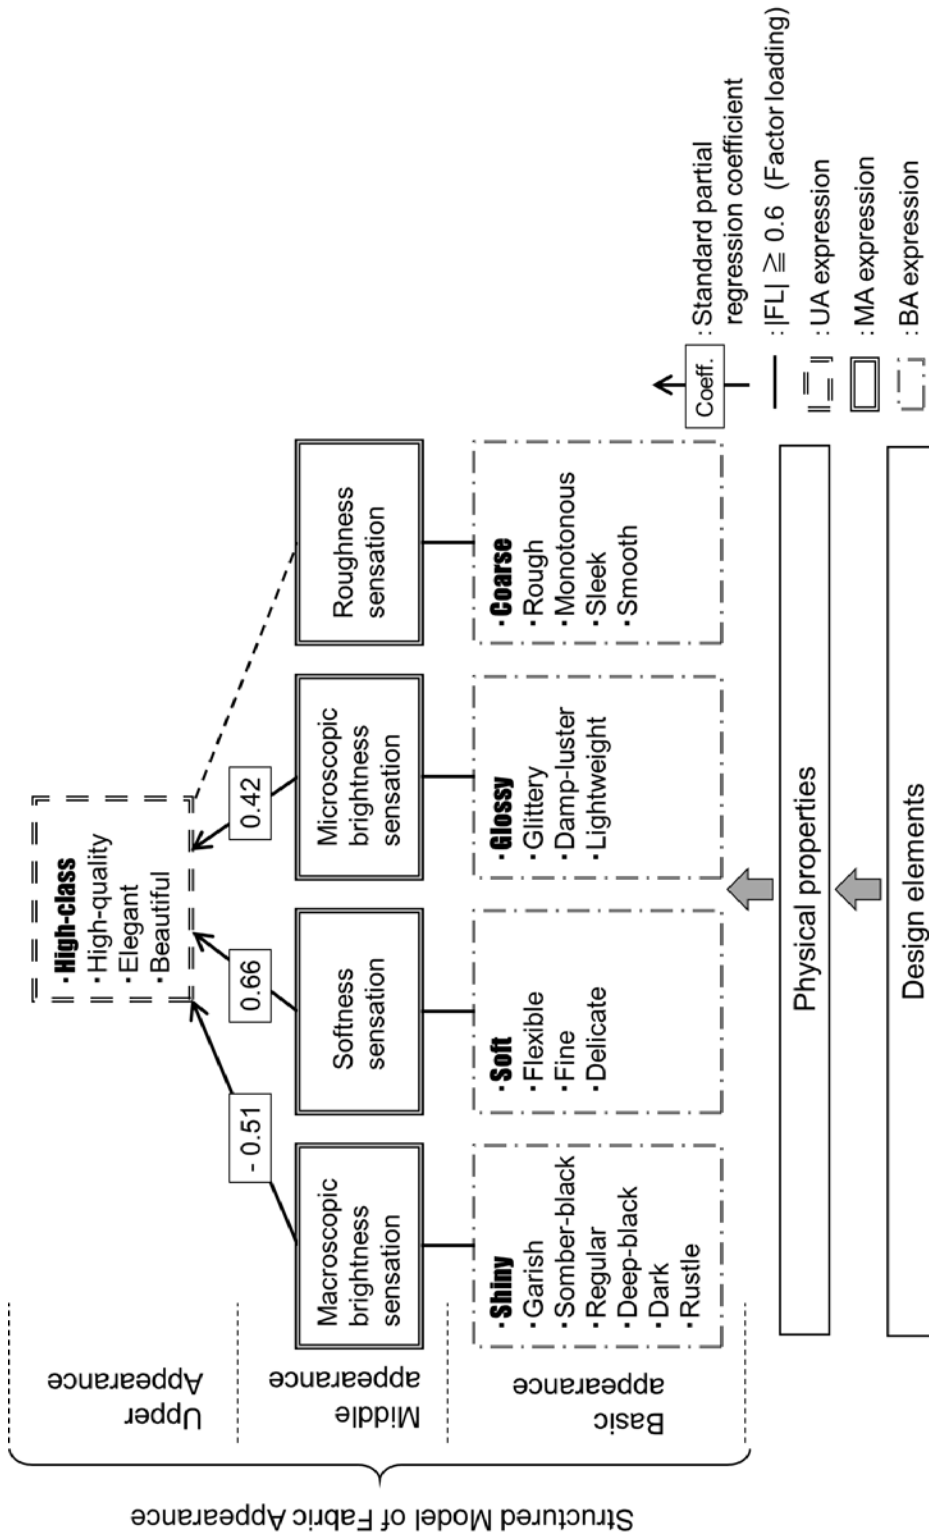 Structured Model of Fabric Appearance
Upper
Appearance
Middle
appearance
Basic
appearance
· High-class
· High-quality
· Elegant
· Beautiful
- 0.51
0.66
0.42
Macroscopic
brightness
sensation
Softness
sensation
Microscopic
brightness
sensation
Roughness
sensation
· Shiny
· Garish
· Somber-black
· Regular
· Deep-black
· Dark
· Rustle
· Soft
· Flexible
· Fine
· Delicate
· Glossy
· Glittery
· Damp-luster
· Lightweight
· Coarse
· Rough
· Monotonous
· Sleek
· Smooth
Physical properties
Design elements
Coeff.
: Standard partial
regression coefficient
: |FL| ≧ 0.6 (Factor loading)
: UA expression
: MA expression
: BA expression